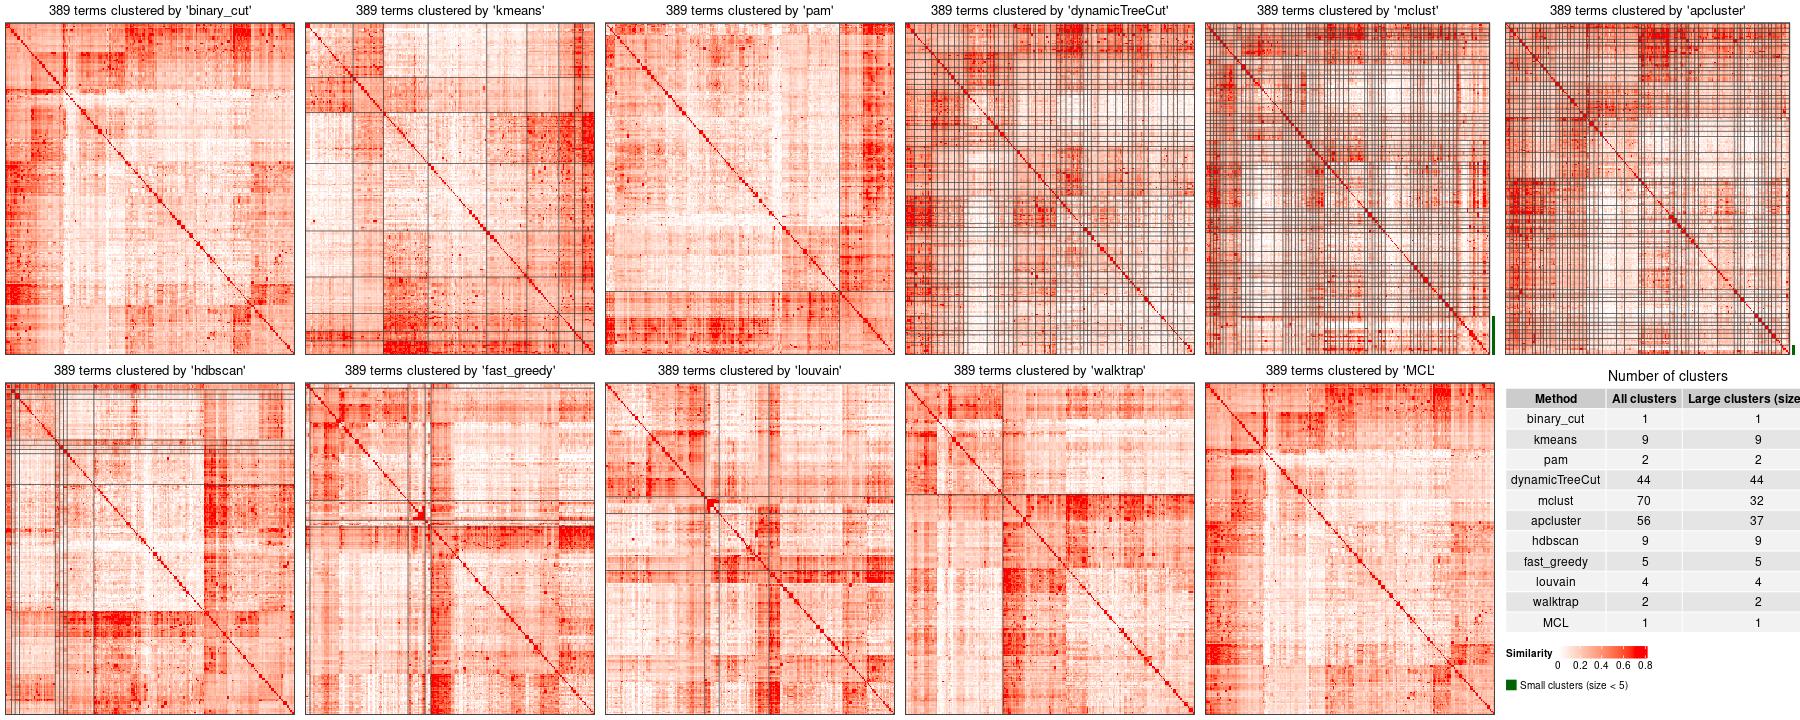 389 terms clustered by 'binary_cut'
389 terms clustered by 'kmeans'
389 terms clustered by 'pam'
389 terms clustered by 'dynamicTreeCut'
389 terms clustered by 'mclust'
389 terms clustered by 'apcluster'
389 terms clustered by 'hdbscan'
389 terms clustered by 'fast_greedy'
389 terms clustered by 'louvain'
389 terms clustered by 'walktrap'
389 terms clustered by 'MCL'
Number of clusters
Method All clusters Large clusters (size
binary_cut 1 1
kmeans 9 9
pam 2 2
dynamicTreeCut 44 44
mclust 70 32
apcluster 56 37
hdbscan 9 9
fast_greedy 5 5
louvain 4 4
walktrap 2 2
MCL 1 1
Similarity
0 0.2 0.4 0.6 0.8
Small clusters (size < 5)